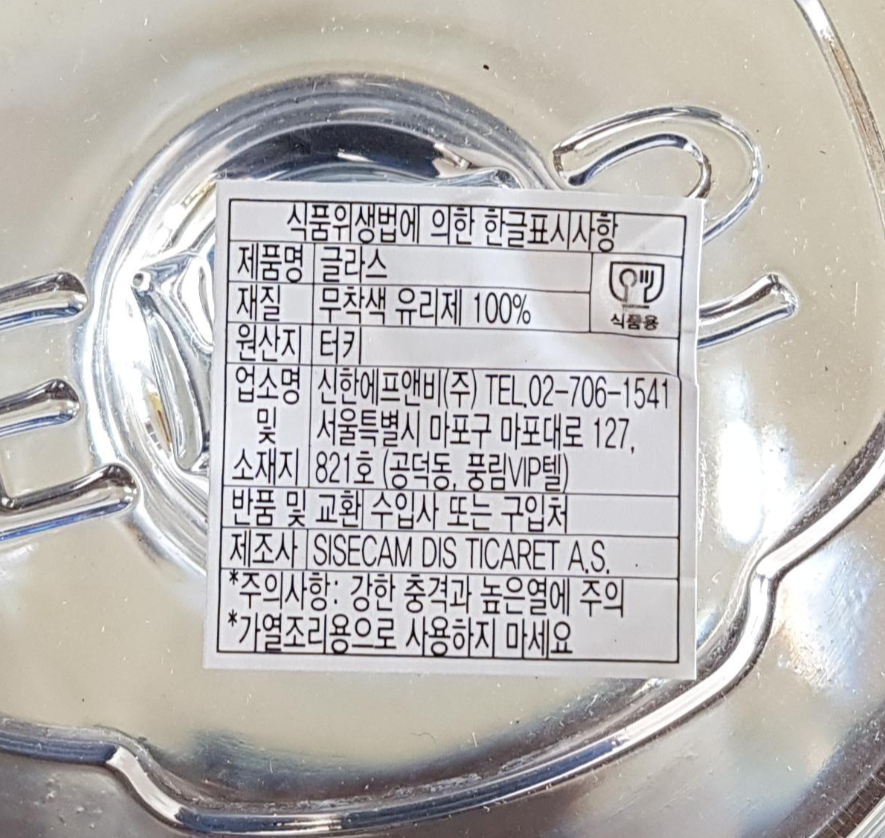 식품위생법에 의한 한글표시사항
제품명 글라스
재질 무착색 유리제 100%
식품용
원산지 터키
업소명 신한에프앤비(주) TEL.02-706-1541
및 서울특별시 마포구 마포대로 127,
소재지 821호 (공덕동, 풍림VIP텔)
반품 및 교환 수입사 또는 구입처
제조사 SISECAM DIS TICARET A.S.
*주의사항: 강한 충격과 높은열에 주의
*가열조리용으로 사용하지 마세요